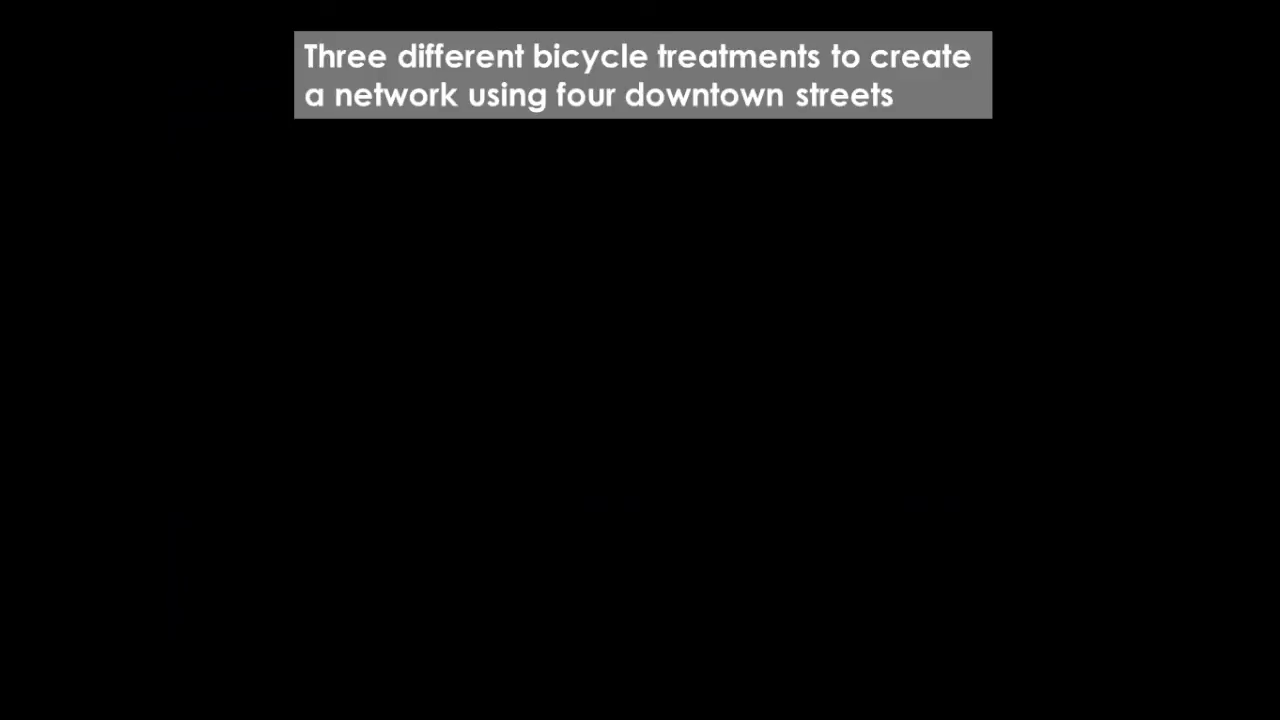 Three different bicycle treatments to create
a network using four downtown streets